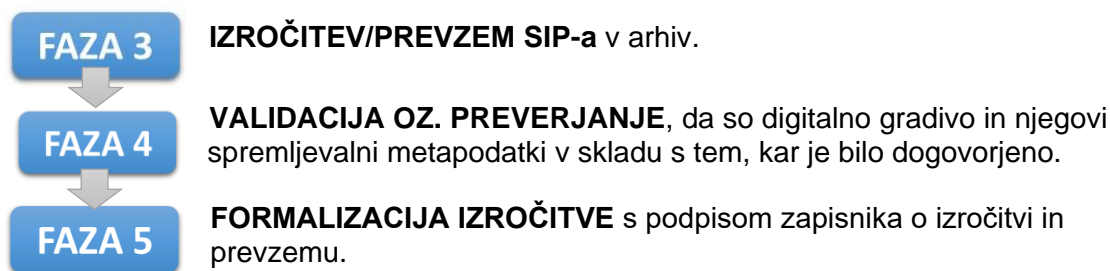 FAZA 3
IZROČITEV/PREVZEM SIP-a v arhiv.
FAZA 4
VALIDACIJA OZ. PREVERJANJE, da so digitalno gradivo in njegovi
spremljevalni metapodatki v skladu s tem, kar je bilo dogovorjeno.
FAZA 5
FORMALIZACIJA IZROČITVE s podpisom zapisnika o izročitvi in
prevzemu.